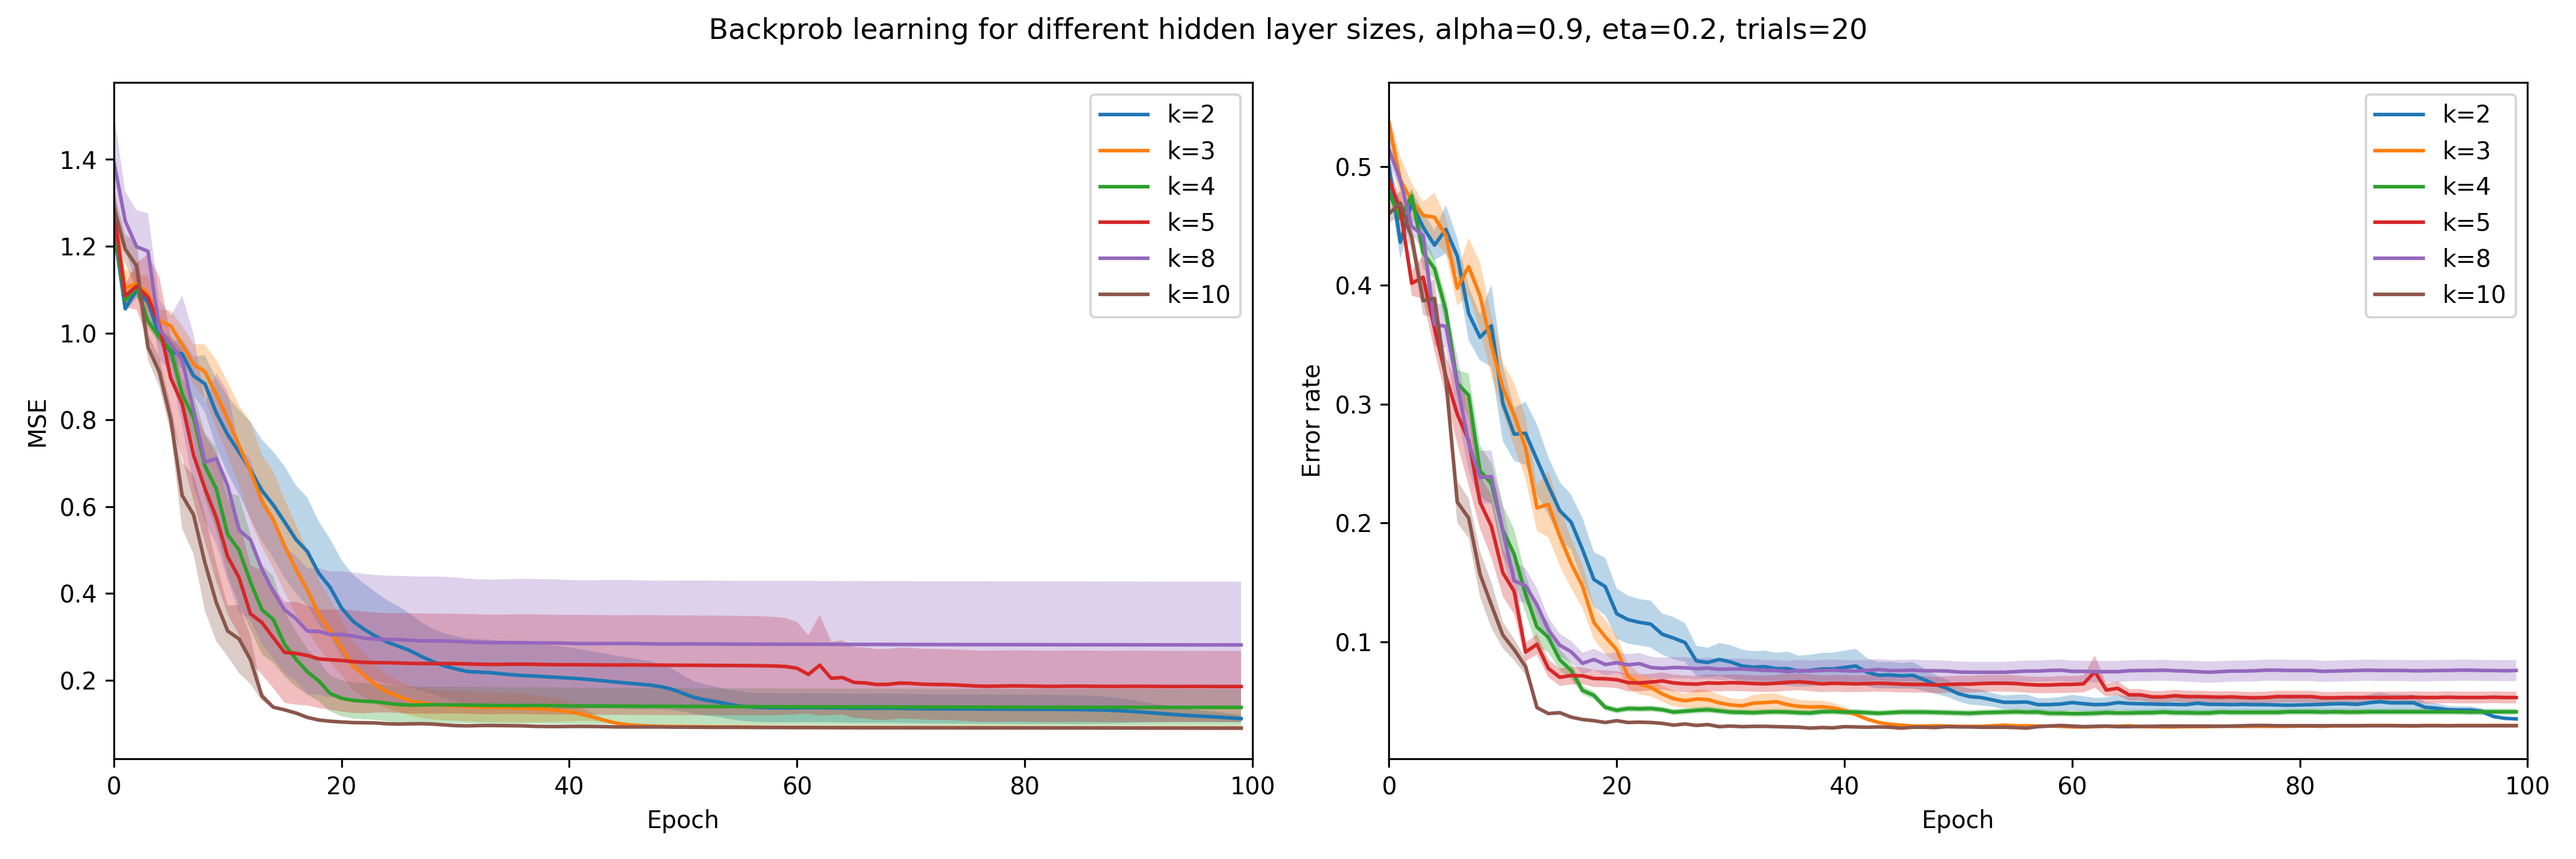 Backprob learning for different hidden layer sizes, alpha=0.9, eta=0.2, trials=20
MSE
1.4
1.2
1.0
0.8
0.6
0.4
0.2
0
20
40
60
80
100
Epoch
k=2
k=3
k=4
k=5
k=8
k=10
Error rate
0.5
0.4
0.3
0.2
0.1
0
20
40
60
80
100
Epoch
k=2
k=3
k=4
k=5
k=8
k=10